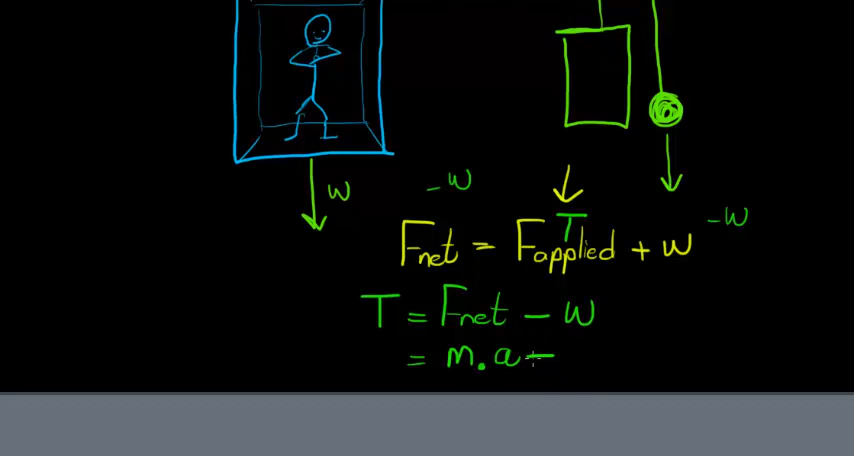 w
-w
T
-w
Fnet = Fapplied + w
T = Fnet - w
= m.a -